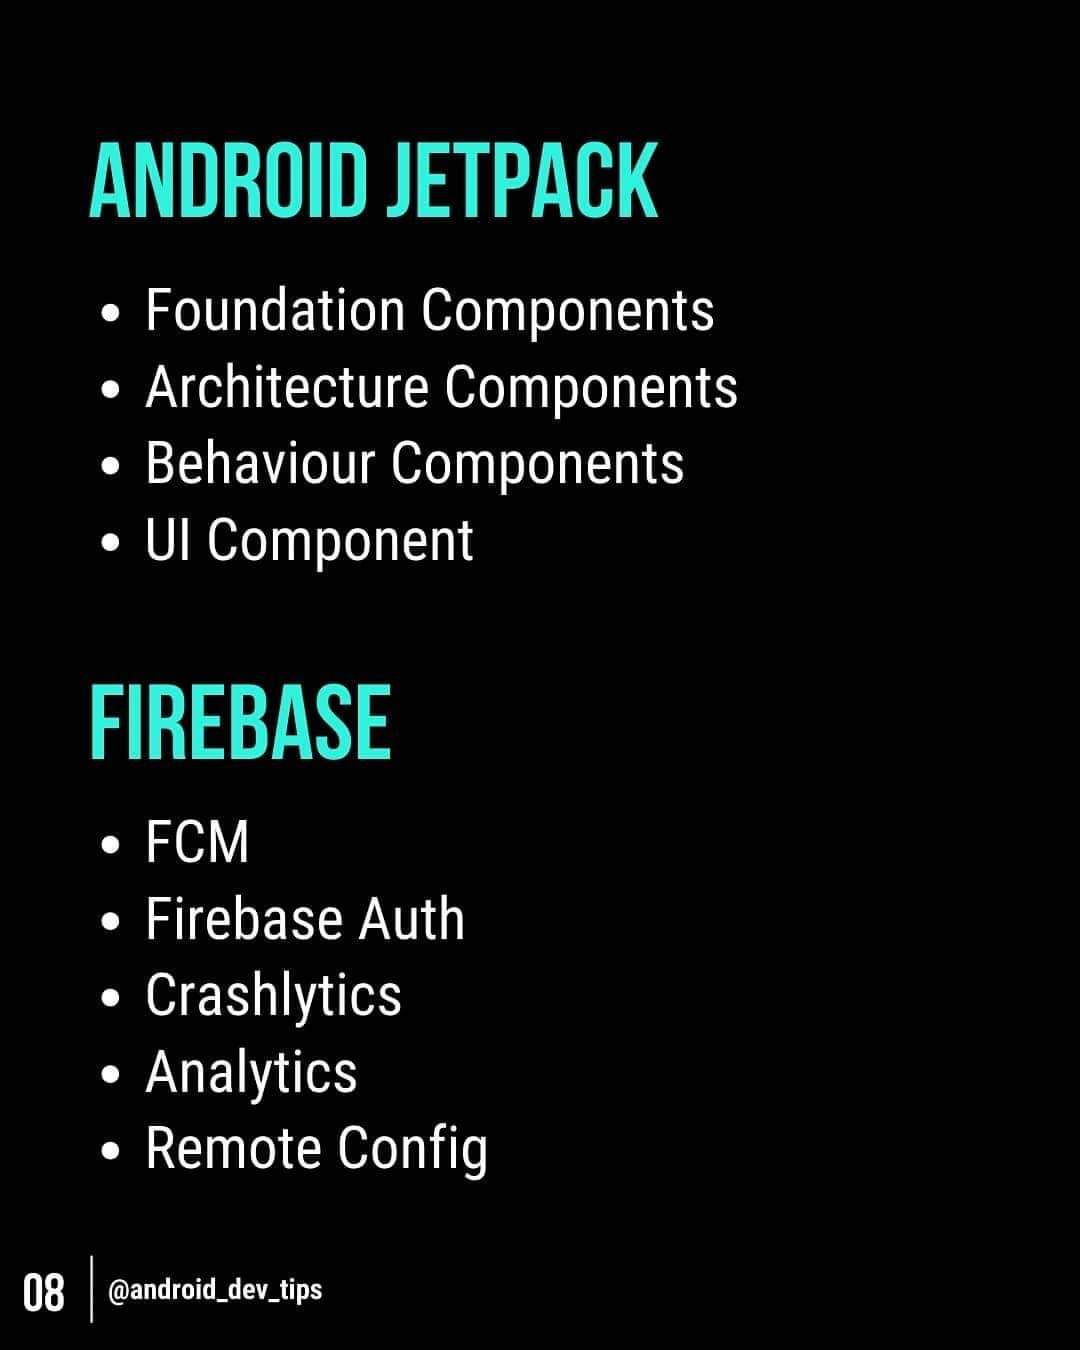 ANDROID JETPACK
• Foundation Components
• Architecture Components
• Behaviour Components
• UI Component
FIREBASE
• FCM
• Firebase Auth
• Crashlytics
• Analytics
• Remote Config
08
@android_dev_tips